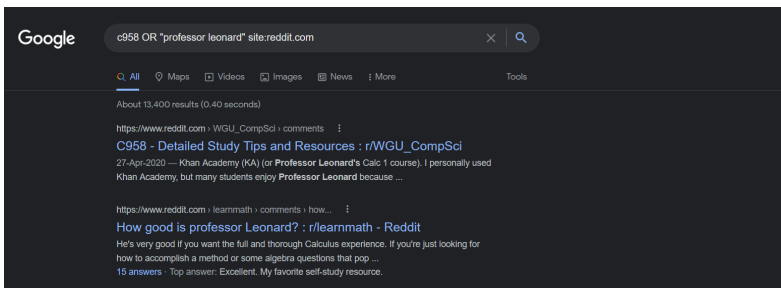 Google
c958 OR "professor leonard" site:reddit.com
All Maps Videos Images News More Tools
About 13,400 results (0.40 seconds)
https://www.reddit.com › WGU_CompSci › comments
C958 - Detailed Study Tips and Resources : r/WGU_CompSci
27-Apr-2020 — Khan Academy (KA) (or Professor Leonard's Calc 1 course). I personally used
Khan Academy, but many students enjoy Professor Leonard because ...
https://www.reddit.com › learnmath › comments › how...
How good is professor Leonard? : r/learnmath - Reddit
He's very good if you want the full and thorough Calculus experience. If you're just looking for
how to accomplish a method or some algebra questions that pop ...
15 answers · Top answer: Excellent. My favorite self-study resource.